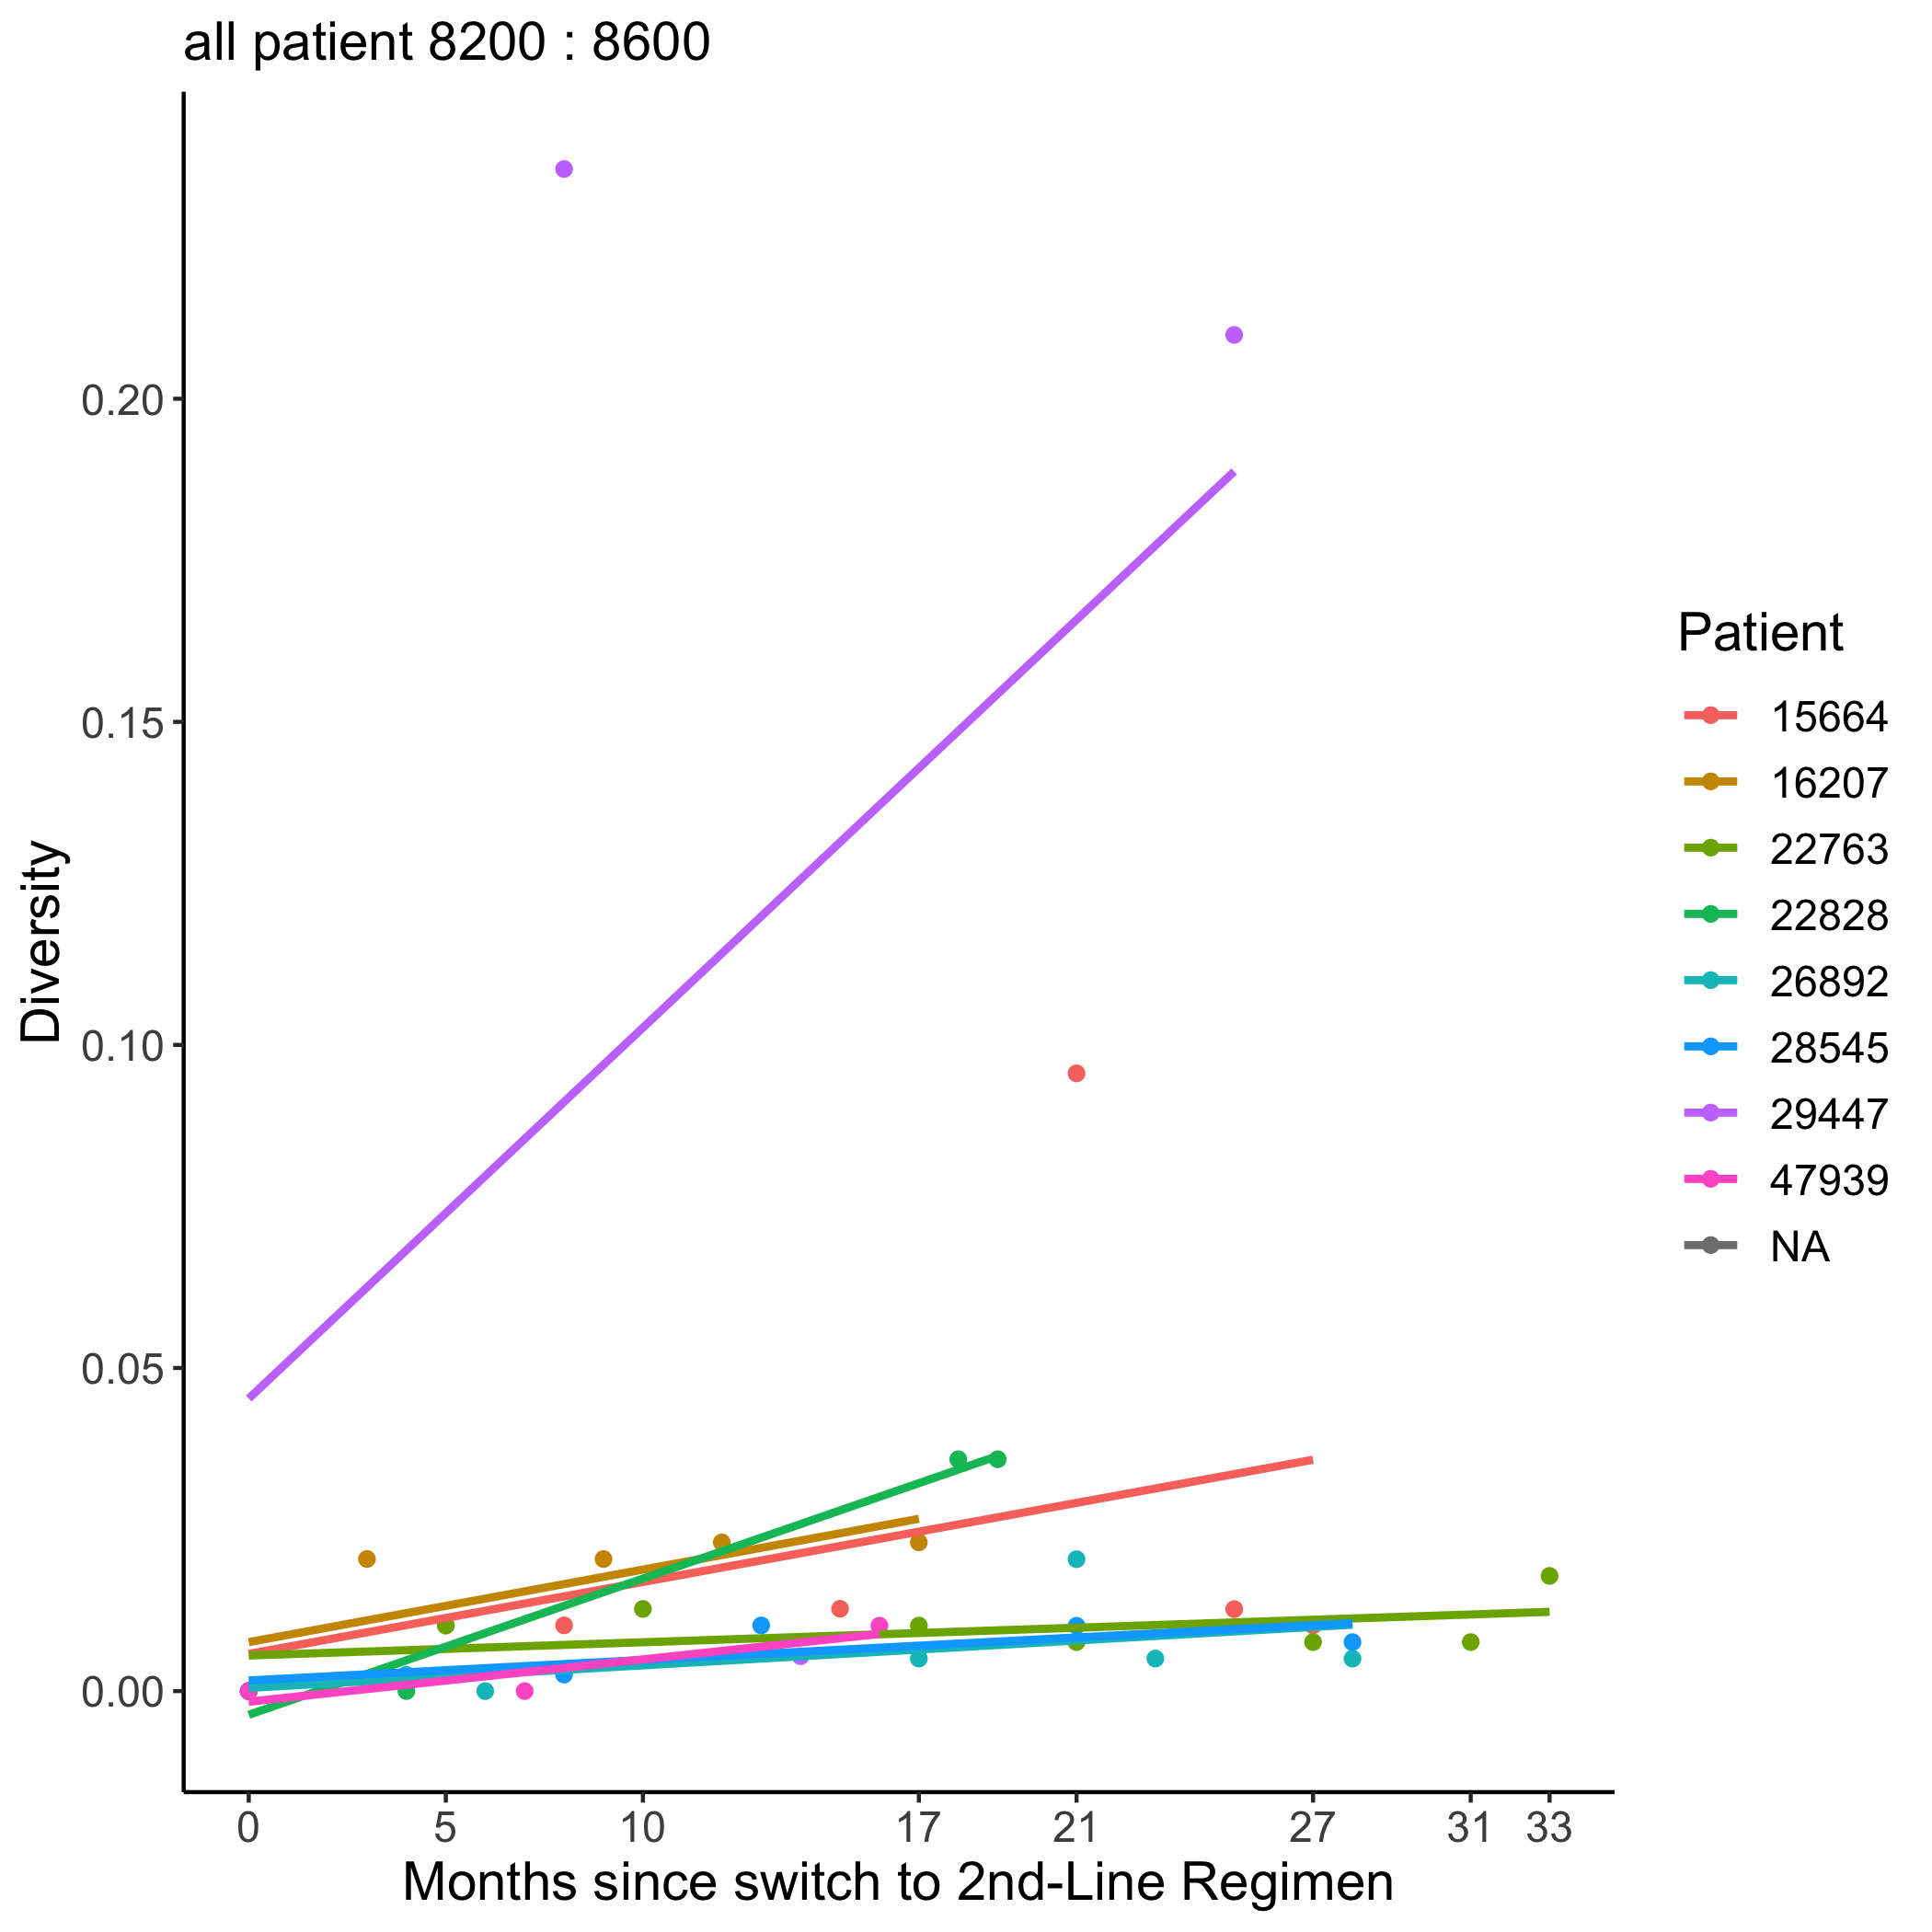 all patient 8200 : 8600
Diversity
0.20
0.15
0.10
0.05
0.00
0 5 10 17 21 27 31 33
Months since switch to 2nd-Line Regimen
Patient
15664
16207
22763
22828
26892
28545
29447
47939
NA